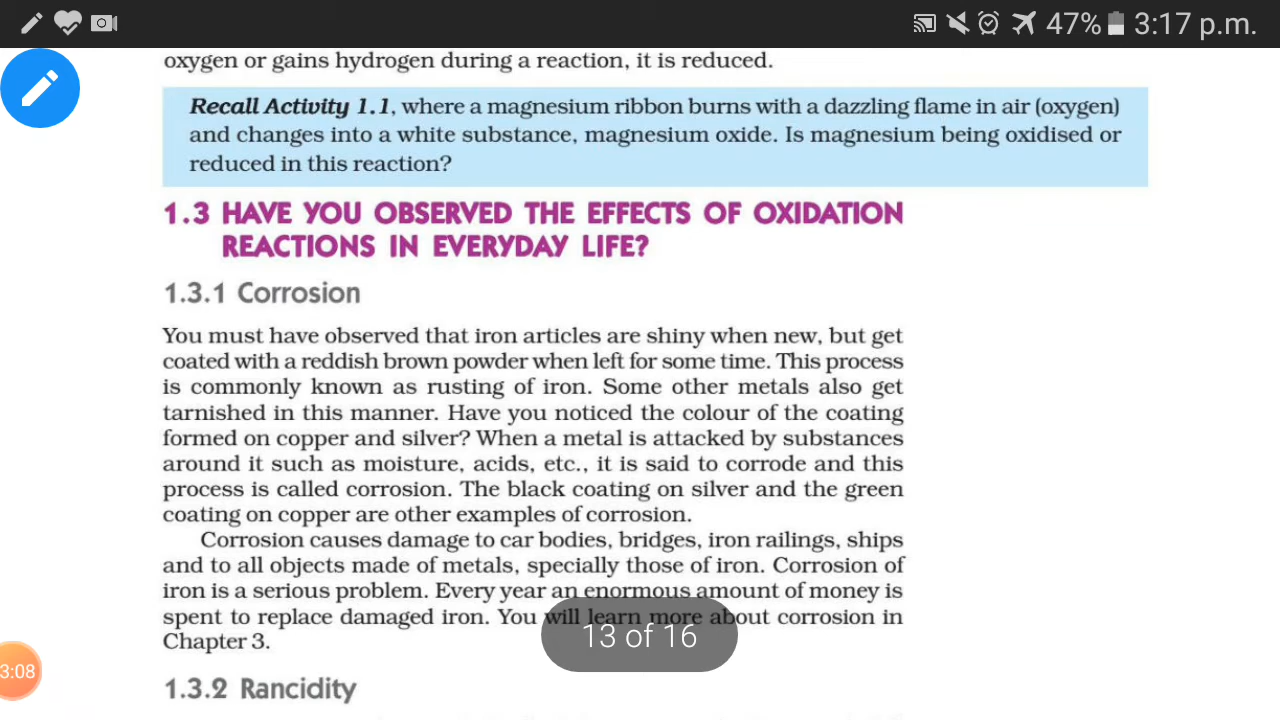 47% 3:17 p.m.
oxygen or gains hydrogen during a reaction, it is reduced.
Recall Activity 1.1, where a magnesium ribbon burns with a dazzling flame in air (oxygen)
and changes into a white substance, magnesium oxide. Is magnesium being oxidised or
reduced in this reaction?
1.3 HAVE YOU OBSERVED THE EFFECTS OF OXIDATION
REACTIONS IN EVERYDAY LIFE?
1.3.1 Corrosion
You must have observed that iron articles are shiny when new, but get
coated with a reddish brown powder when left for some time. This process
is commonly known as rusting of iron. Some other metals also get
tarnished in this manner. Have you noticed the colour of the coating
formed on copper and silver? When a metal is attacked by substances
around it such as moisture, acids, etc., it is said to corrode and this
process is called corrosion. The black coating on silver and the green
coating on copper are other examples of corrosion.
Corrosion causes damage to car bodies, bridges, iron railings, ships
and to all objects made of metals, specially those of iron. Corrosion of
iron is a serious problem. Every year an enormous amount of money is
spent to replace damaged iron. You will learn more about corrosion in
Chapter 3.
13 of 16
3:08
1.3.2 Rancidity